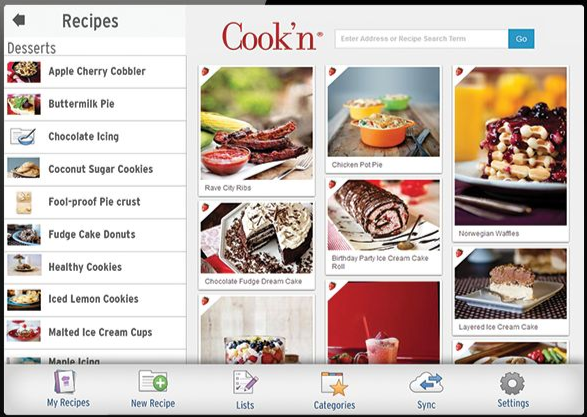 Recipes
Desserts
Apple Cherry Cobbler
Buttermilk Pie
Chocolate Icing
Coconut Sugar Cookies
Fool-proof Pie crust
Fudge Cake Donuts
Healthy Cookies
Iced Lemon Cookies
Malted Ice Cream Cups
Maple Icing
Cook'n®
Enter Address or Recipe Search Term
Go
Rave City Ribs
Chicken Pot Pie
Norwegian Waffles
Chocolate Fudge Dream Cake
Birthday Party Ice Cream Cake
Roll
Layered Ice Cream Cake
My Recipes
New Recipe
Lists
Categories
Sync
Settings